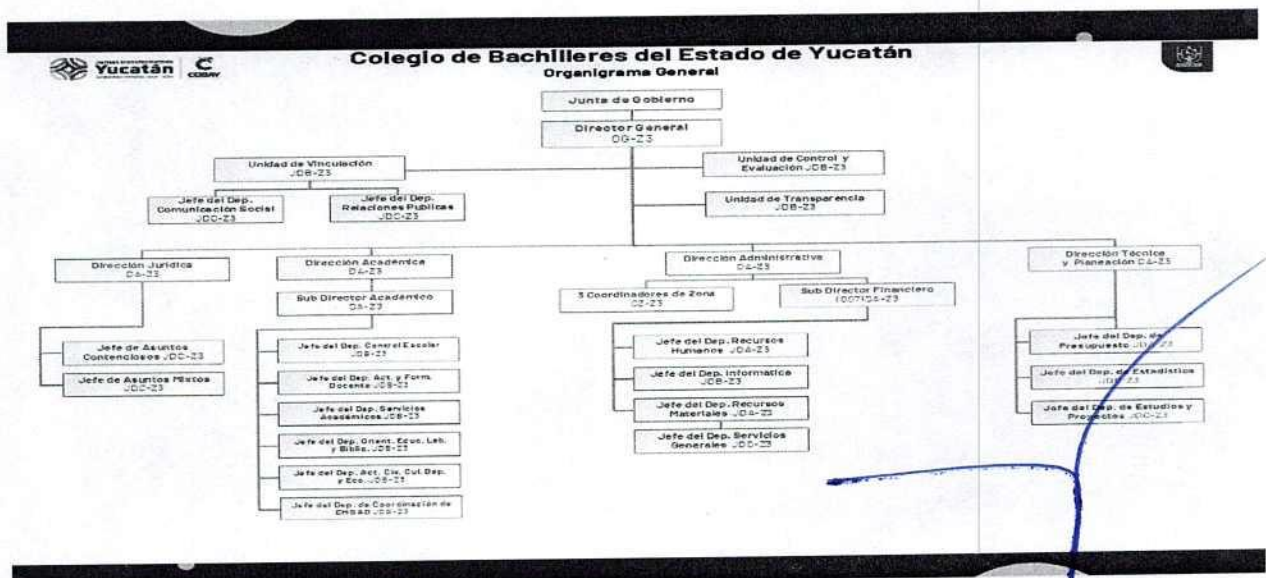 Yucatán
COBAY
Colegio de Bachilleres del Estado de Yucatán
Organigrama General
Junta de Gobierno
Director General
DG-Z3
Unidad de Vinculación
JDB-Z3
Unidad de Control y
Evaluación JDB-Z3
Jefe del Dep.
Comunicación Social
JDC-Z3
Jefe del Dep.
Relaciones Publicas
JDC-Z3
Unidad de Transparencia
JDB-Z3
Dirección Jurídica
DA-Z3
Dirección Académica
DA-Z3
Dirección Administrativa
DA-Z3
Dirección Técnica
y Planeación DA-Z3
Sub Director Académico
3 Coordinadores de Zona
CZ-Z3
Sub Director Financiero
Jefe de Asuntos
Contenciosos JDC-Z3
Jefe de Asuntos Mixtos
JDC-Z3
Jefe del Dep. Control Escolar
JDB-Z3
Jefe del Dep. Act. y Form.
Docente JDB-Z3
Jefe del Dep. Servicios
Académicos JDB-Z3
Jefe del Dep. Orient. Educ. Lab.
y Biblio. JDB-Z3
Jefe del Dep. Act. Civ. Cul. Dep.
y Eco. JDB-Z3
Jefe del Dep. de Coordinación de
EMSAD JDB-Z3
Jefe del Dep. Recursos
Humanos JDA-Z3
Jefe del Dep. Informatica
JDB-Z3
Jefe del Dep. Recursos
Materiales JDA-Z3
Jefe del Dep. Servicios
Generales JDC-Z3
Jefe del Dep. de
Presupuesto JDA-Z3
Jefe del Dep. de Estadistica
Jefe del Dep. de Estudios y
Proyectos JDC-Z3